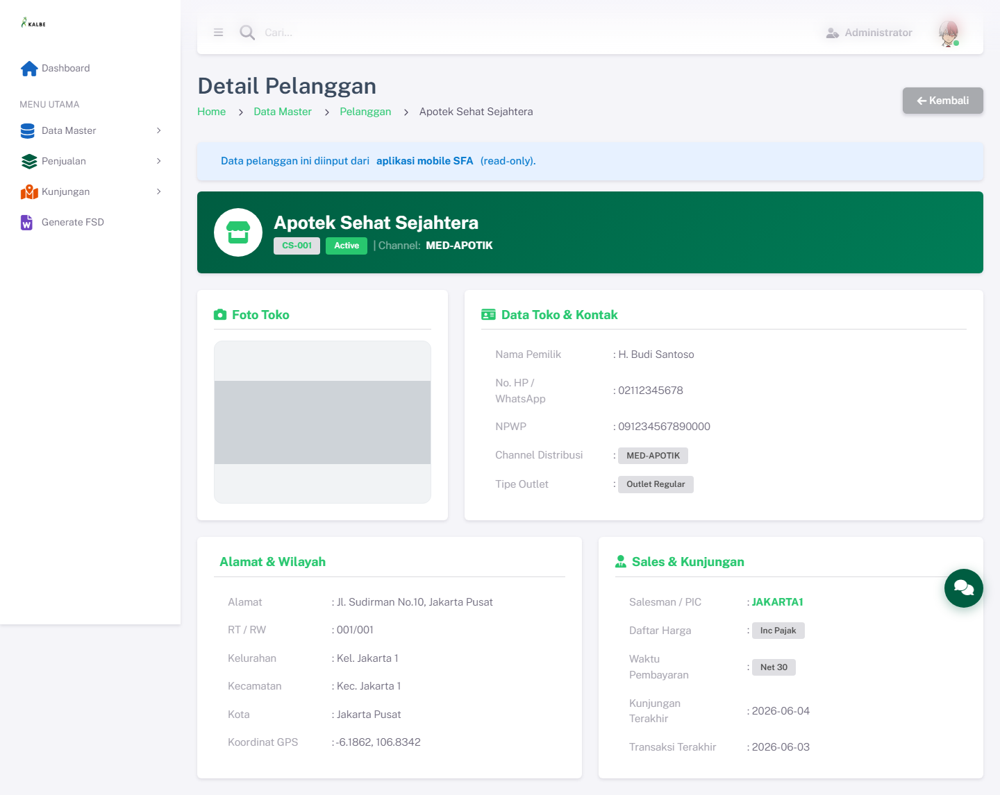 KALBE
Cari...
Administrator
Dashboard
MENU UTAMA
Data Master
Penjualan
Kunjungan
Generate FSD
Detail Pelanggan
Home > Data Master > Pelanggan > Apotek Sehat Sejahtera
Kembali
Data pelanggan ini diinput dari aplikasi mobile SFA (read-only).
Apotek Sehat Sejahtera
CS-001 Active | Channel: MED-APOTIK
Foto Toko
Data Toko & Kontak
Nama Pemilik : H. Budi Santoso
No. HP /
WhatsApp : 02112345678
NPWP : 091234567890000
Channel Distribusi : MED-APOTIK
Tipe Outlet : Outlet Regular
Alamat & Wilayah
Alamat : Jl. Sudirman No.10, Jakarta Pusat
RT / RW : 001/001
Kelurahan : Kel. Jakarta 1
Kecamatan : Kec. Jakarta 1
Kota : Jakarta Pusat
Koordinat GPS : -6.1862, 106.8342
Sales & Kunjungan
Salesman / PIC : JAKARTA1
Daftar Harga : Inc Pajak
Waktu
Pembayaran : Net 30
Kunjungan
Terakhir : 2026-06-04
Transaksi Terakhir : 2026-06-03